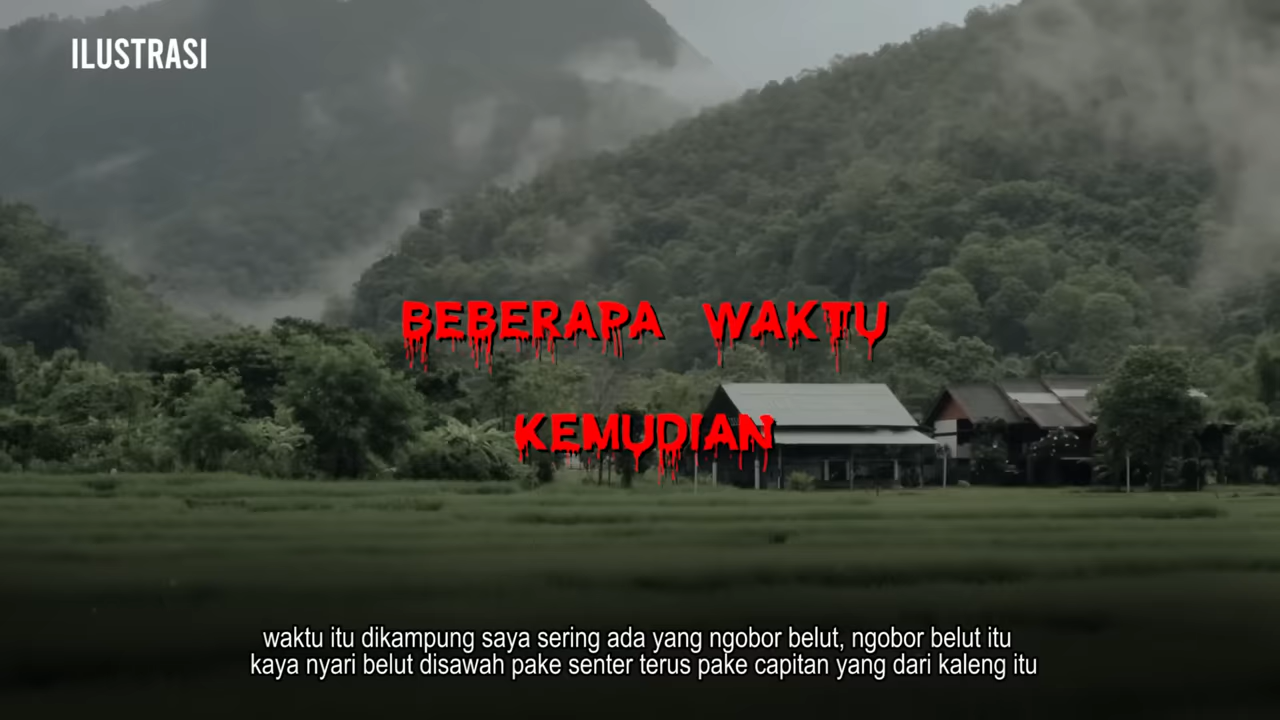 ILUSTRASI
BEBERAPA WAKTU
KEMUDIAN
waktu itu dikampung saya sering ada yang ngobor belut, ngobor belut itu
kaya nyari belut disawah pake senter terus pake capitan yang dari kaleng itu